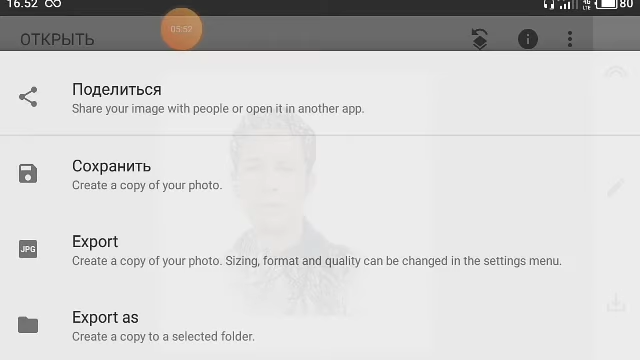 16.52
80
ОТКРЫТЬ
05:52
Поделиться
Share your image with people or open it in another app.
Сохранить
Create a copy of your photo.
JPG
Export
Create a copy of your photo. Sizing, format and quality can be changed in the settings menu.
Export as
Create a copy to a selected folder.